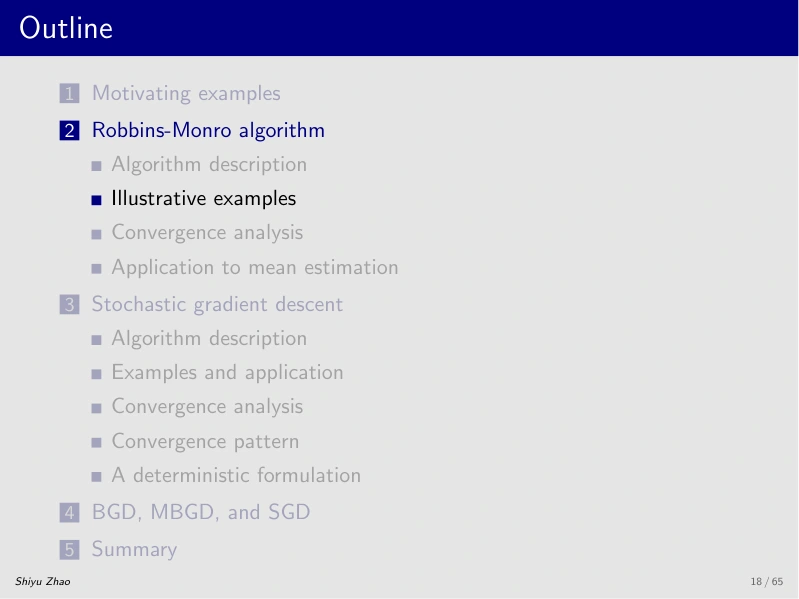 Outline
1 Motivating examples
2 Robbins-Monro algorithm
Algorithm description
Illustrative examples
Convergence analysis
Application to mean estimation
3 Stochastic gradient descent
Algorithm description
Examples and application
Convergence analysis
Convergence pattern
A deterministic formulation
4 BGD, MBGD, and SGD
5 Summary
Shiyu Zhao 18 / 65